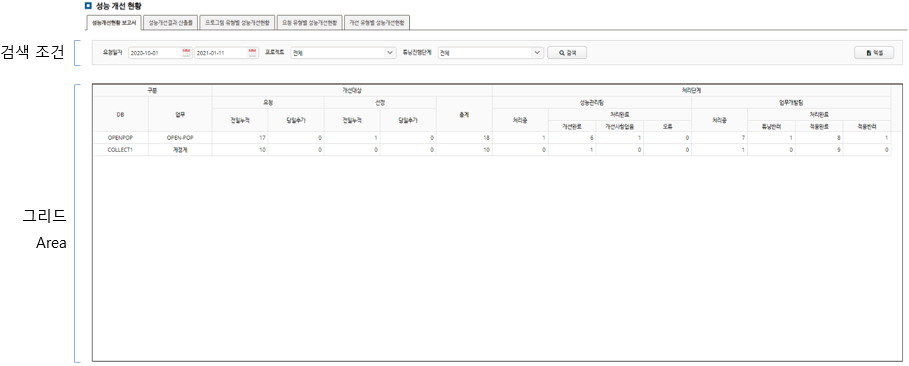 성능 개선 현황
성능개선현황 보고서 성능개선결과 산출물 프로그램 유형별 성능개선현황 요청 유형별 성능개선현황 개선 유형별 성능개선현황
검색 조건
요청일자 2020-10-01 2021-01-11 프로젝트 전체 튜닝진행단계 전체 검색 엑셀
구분 개선대상 처리단계
DB 업무 요청 선정 총계 성능관리팀 업무개발팀
전일누적 당일추가 전일누적 당일추가 처리중 처리완료 처리중 처리완료
개선완료 개선사항없음 오류 튜닝반려 적용완료 적용반려
OPENPOP OPEN-POP 17 0 1 0 18 1 6 1 0 7 1 8 1
COLLECT1 계정계 10 0 0 0 10 0 1 0 0 1 0 9 0
그리드
Area